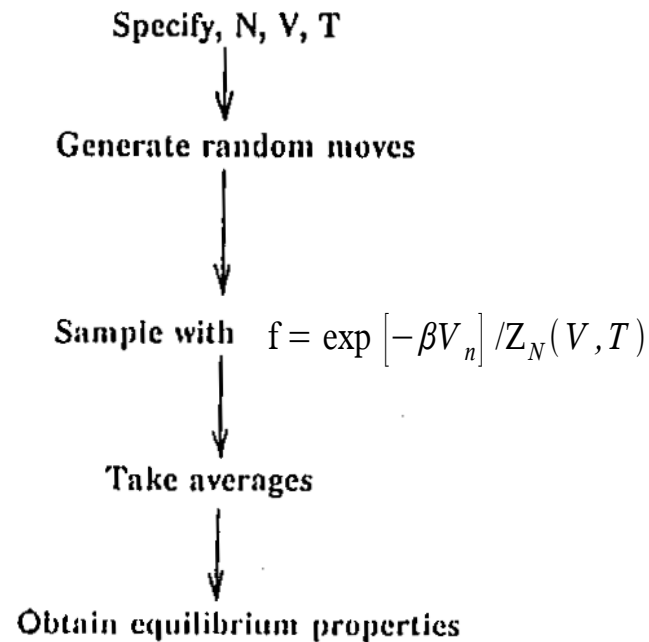 Specify, N, V, T
Generate random moves
Sample with f = exp [−βV_n] /Z_N(V,T)
Take averages
Obtain equilibrium properties